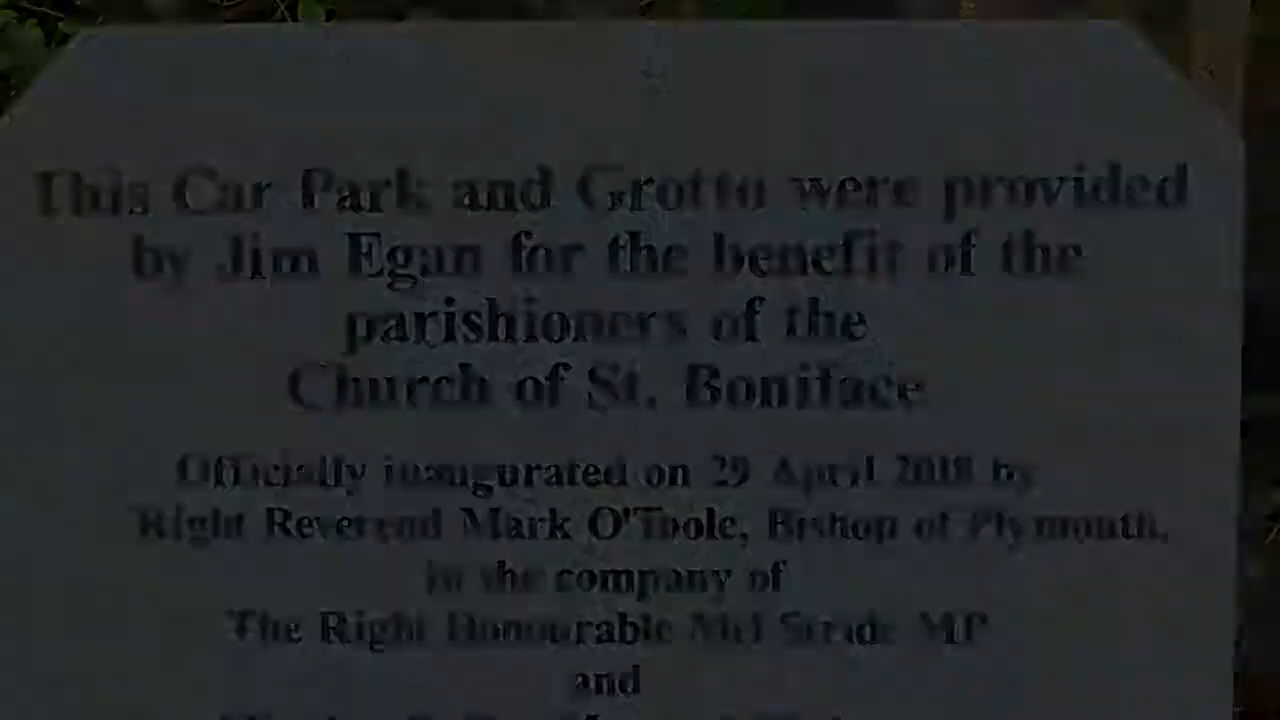 This Car Park and Grotto were provided
by Jim Egan for the benefit of the
parishioners of the
Church of St. Boniface
Officially inaugurated on 29 April 2018 by
Right Reverend Mark O'Toole, Bishop of Plymouth,
in the company of
The Right Honourable Mel Stride MP
and